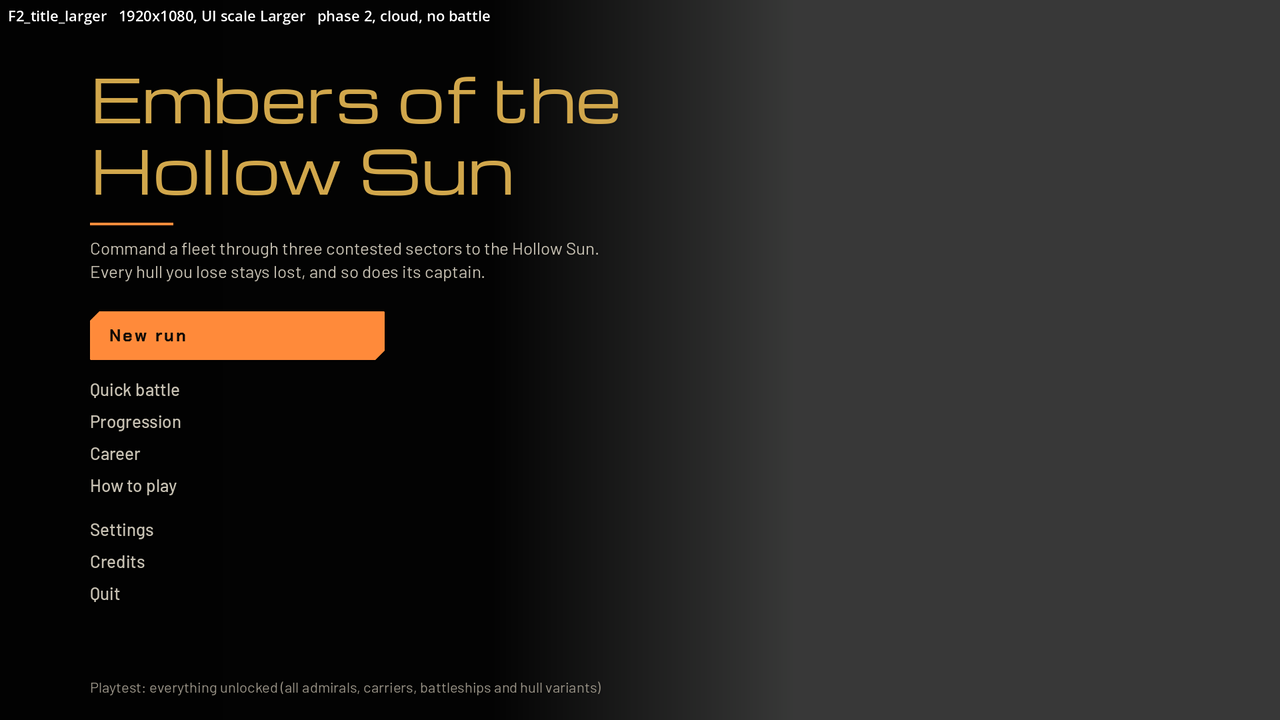 F2_title_larger 1920x1080, UI scale Larger phase 2, cloud, no battle
Embers of the
Hollow Sun
Command a fleet through three contested sectors to the Hollow Sun.
Every hull you lose stays lost, and so does its captain.
New run
Quick battle
Progression
Career
How to play
Settings
Credits
Quit
Playtest: everything unlocked (all admirals, carriers, battleships and hull variants)